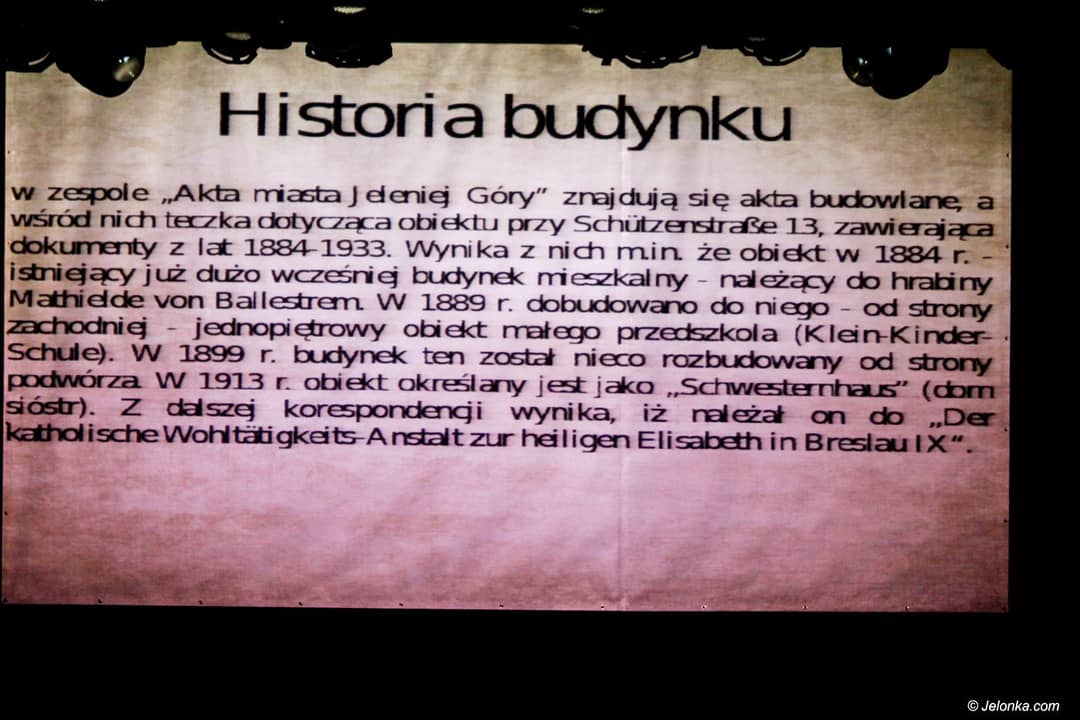 Historia budynku
w zespole „Akta miasta Jeleniej Góry” znajdują się akta budowlane, a
wśród nich teczka dotycząca obiektu przy Schützenstraße 13, zawierająca
dokumenty z lat 1884-1933. Wynika z nich m.in. że obiekt w 1884 r. -
istniejący już dużo wcześniej budynek mieszkalny - należący do hrabiny
Mathielde von Ballestrem. W 1889 r. dobudowano do niego - od strony
zachodniej - jednopiętrowy obiekt małego przedszkola (Klein-Kinder-
Schule). W 1899 r. budynek ten został nieco rozbudowany od strony
podwórza. W 1913 r. obiekt określany jest jako „Schwesternhaus” (dom
sióstr). Z dalszej korespondencji wynika, iż należał on do „Der
katholische Wohltätigkeits-Anstalt zur heiligen Elisabeth in Breslau IX“.
© Jelonka.com